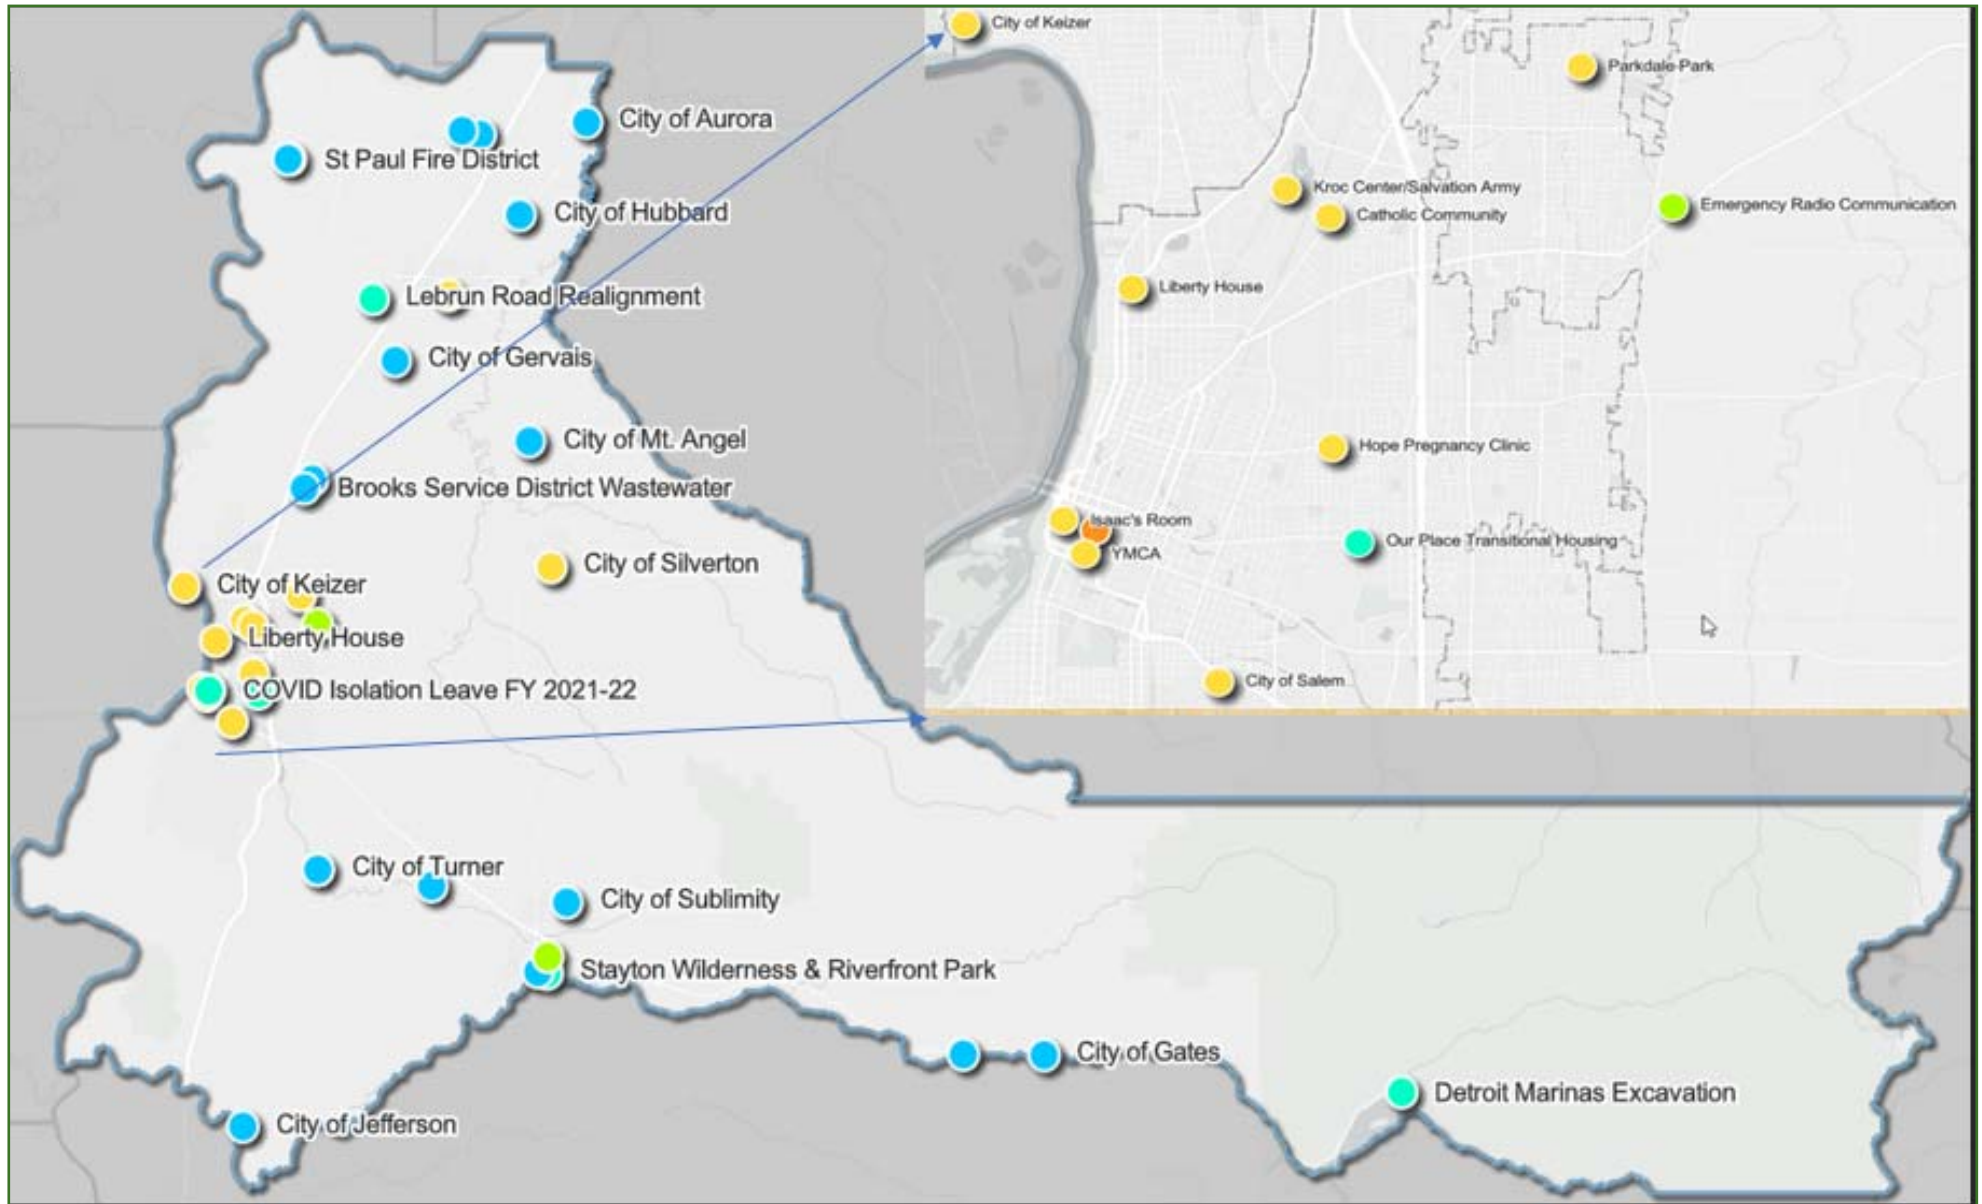 City of Aurora
St Paul Fire District
City of Hubbard
Lebrun Road Realignment
City of Gervais
City of Mt. Angel
Brooks Service District Wastewater
City of Silverton
City of Keizer
Liberty House
COVID Isolation Leave FY 2021-22
City of Turner
City of Sublimity
Stayton Wilderness & Riverfront Park
City of Gates
Detroit Marinas Excavation
City of Jefferson
City of Keizer
Parkdale Park
Kroc Center/Salvation Army
Emergency Radio Communication
Catholic Community
Liberty House
Hope Pregnancy Clinic
Isaac's Room
Our Place Transitional Housing
YMCA
City of Salem